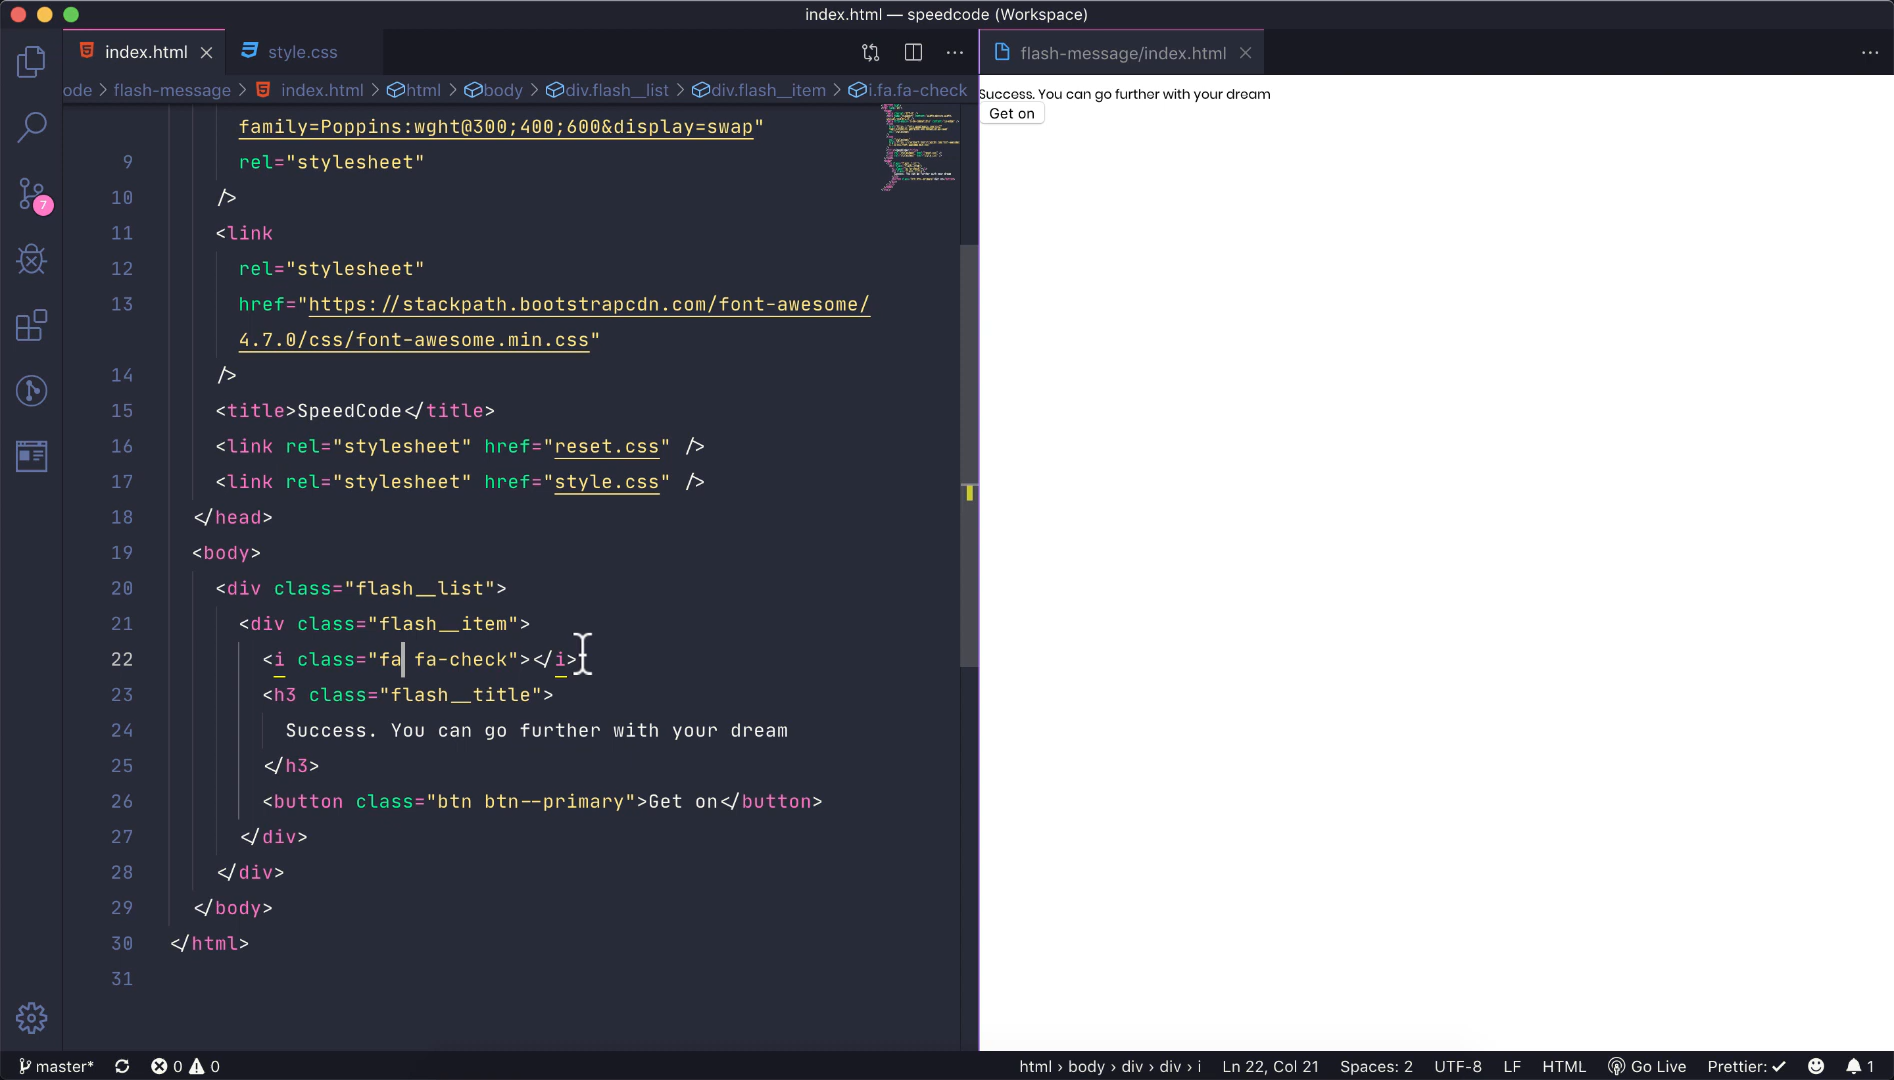 index.html — speedcode (Workspace)
index.html
style.css
flash-message/index.html
ode > flash-message > index.html > html > body > div.flash__list > div.flash__item > i.fa.fa-check
family=Poppins:wght@300;400;600&display=swap"
9 rel="stylesheet"
10 />
11 <link
12 rel="stylesheet"
13 href="https://stackpath.bootstrapcdn.com/font-awesome/
4.7.0/css/font-awesome.min.css"
14 />
15 <title>SpeedCode</title>
16 <link rel="stylesheet" href="reset.css" />
17 <link rel="stylesheet" href="style.css" />
18 </head>
19 <body>
20 <div class="flash__list">
21 <div class="flash__item">
22 <i class="fa fa-check"></i>
23 <h3 class="flash__title">
24 Success. You can go further with your dream
25 </h3>
26 <button class="btn btn--primary">Get on</button>
27 </div>
28 </div>
29 </body>
30 </html>
31
Success. You can go further with your dream
Get on
7
master* 0 0 html > body > div > div > i Ln 22, Col 21 Spaces: 2 UTF-8 LF HTML Go Live Prettier: ✓ 1